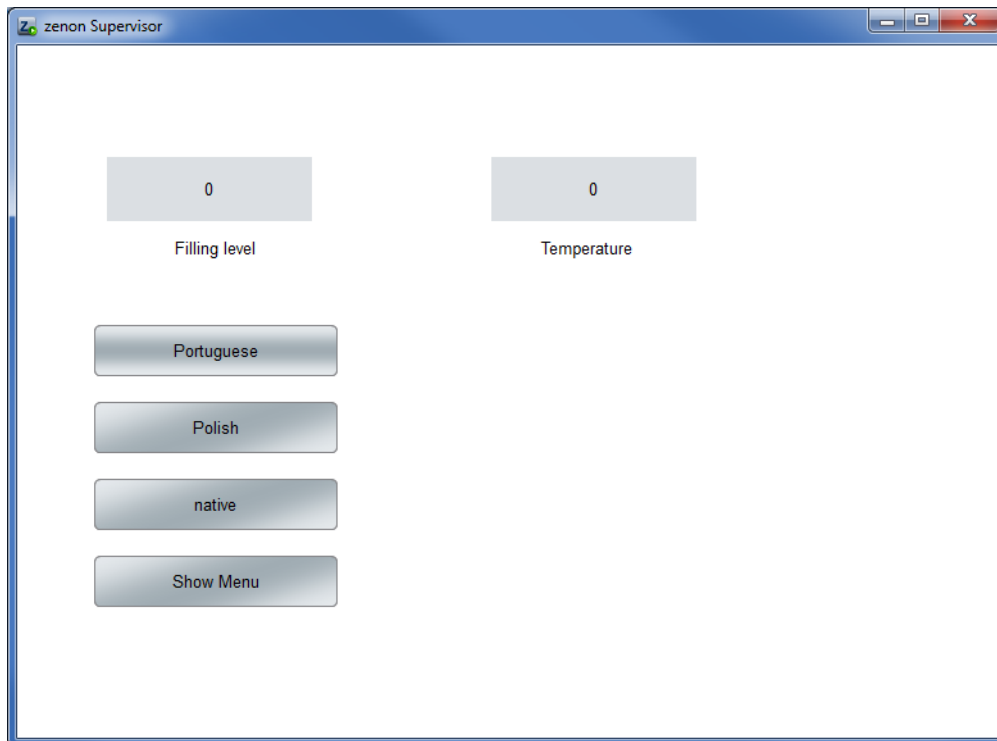 zenon Supervisor
0
0
Filling level
Temperature
Portuguese
Polish
native
Show Menu